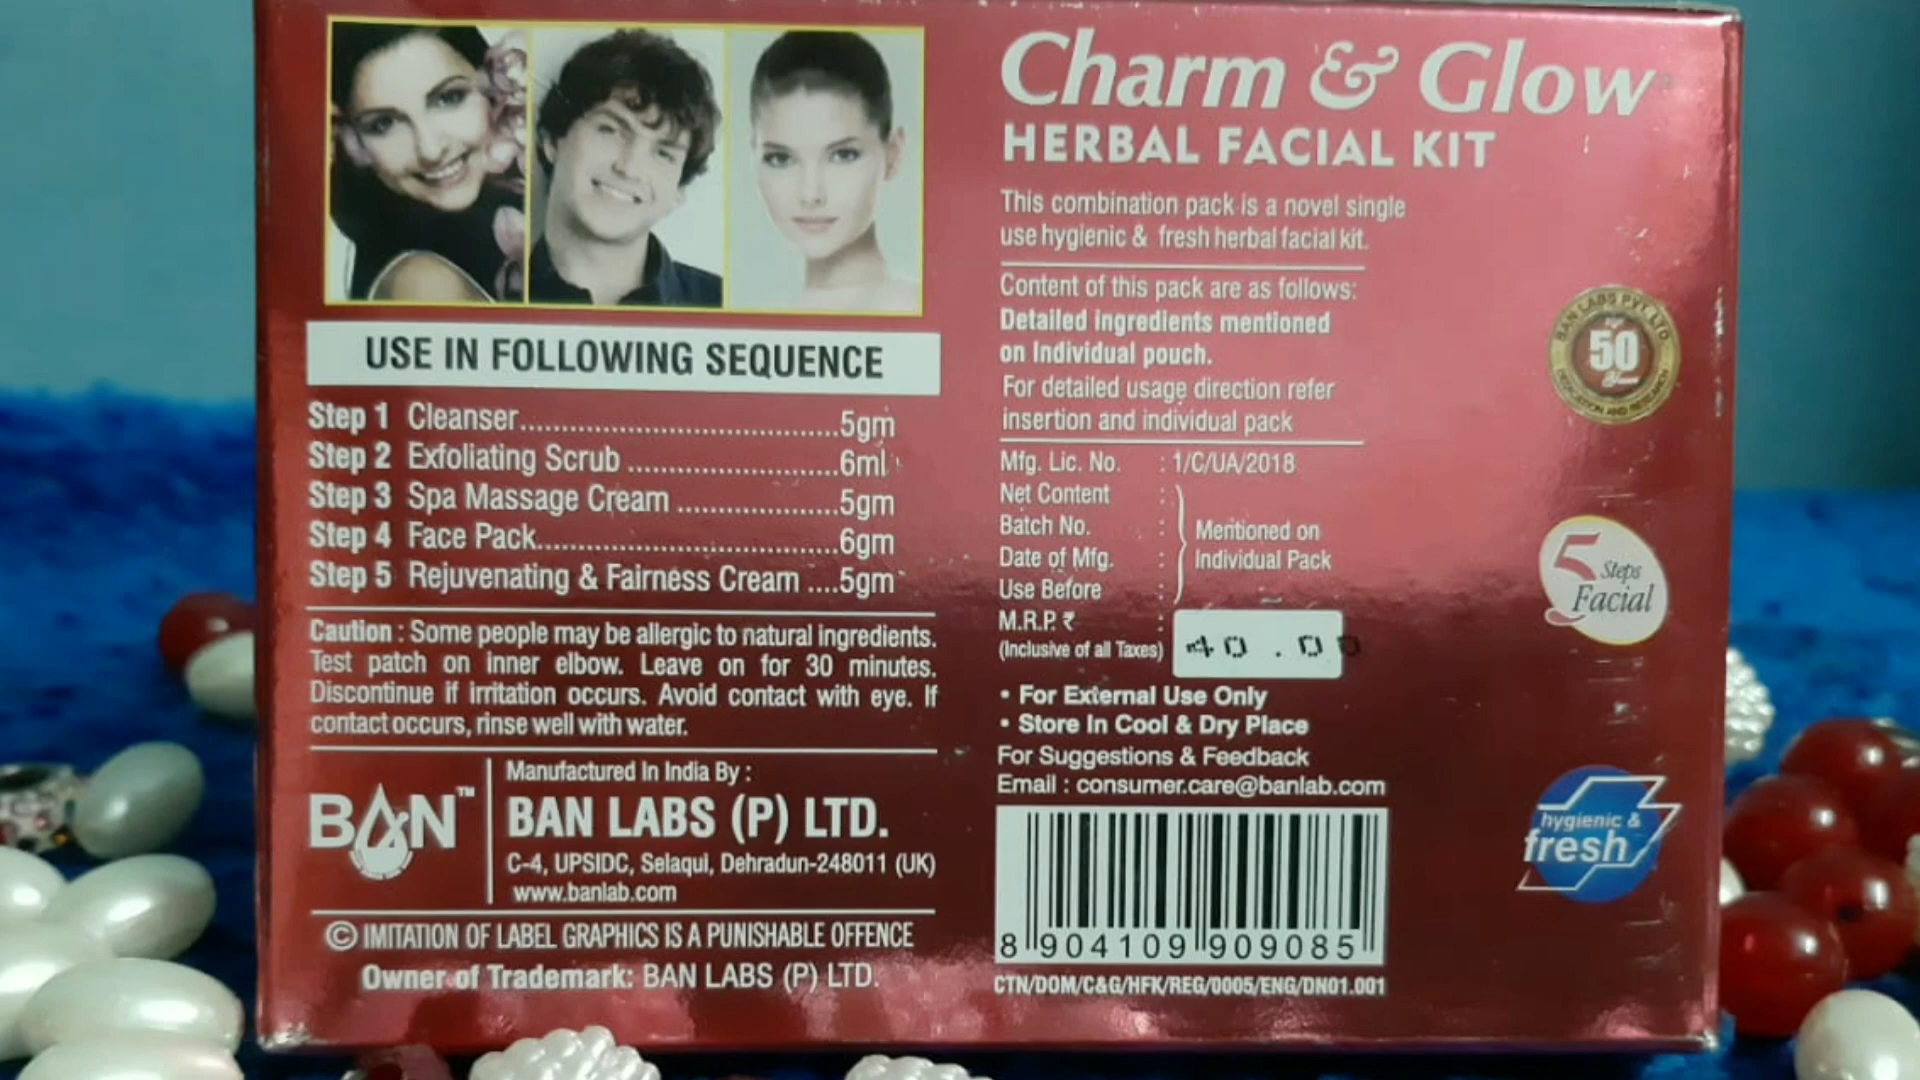 USE IN FOLLOWING SEQUENCE
Step 1 Cleanser......................................5gm
Step 2 Exfoliating Scrub .........................6ml
Step 3 Spa Massage Cream ...................5gm
Step 4 Face Pack....................................6gm
Step 5 Rejuvenating & Fairness Cream ....5gm
Caution : Some people may be allergic to natural ingredients.
Test patch on inner elbow. Leave on for 30 minutes.
Discontinue if irritation occurs. Avoid contact with eye. If
contact occurs, rinse well with water.
BAN™
Manufactured In India By :
BAN LABS (P) LTD.
C-4, UPSIDC, Selaqui, Dehradun-248011 (UK)
www.banlab.com
© IMITATION OF LABEL GRAPHICS IS A PUNISHABLE OFFENCE
Owner of Trademark: BAN LABS (P) LTD.
Charm & Glow
HERBAL FACIAL KIT
This combination pack is a novel single
use hygienic & fresh herbal facial kit.
Content of this pack are as follows:
Detailed ingredients mentioned
on Individual pouch.
For detailed usage direction refer
insertion and individual pack
Mfg. Lic. No. : 1/C/UA/2018
Net Content :
Batch No. :
Date of Mfg. :
Use Before :
Mentioned on
Individual Pack
M.R.P. ₹ :
(Inclusive of all Taxes)
40.00
• For External Use Only
• Store In Cool & Dry Place
For Suggestions & Feedback
Email : consumer.care@banlab.com
8 904109 909085
CTN/DOM/C&G/HFK/REG/0005/ENG/DN01.001
BAN LABS PVT. LTD
50
Years
DEDICATION AND RESEARCH
5 Steps
Facial
hygienic &
fresh